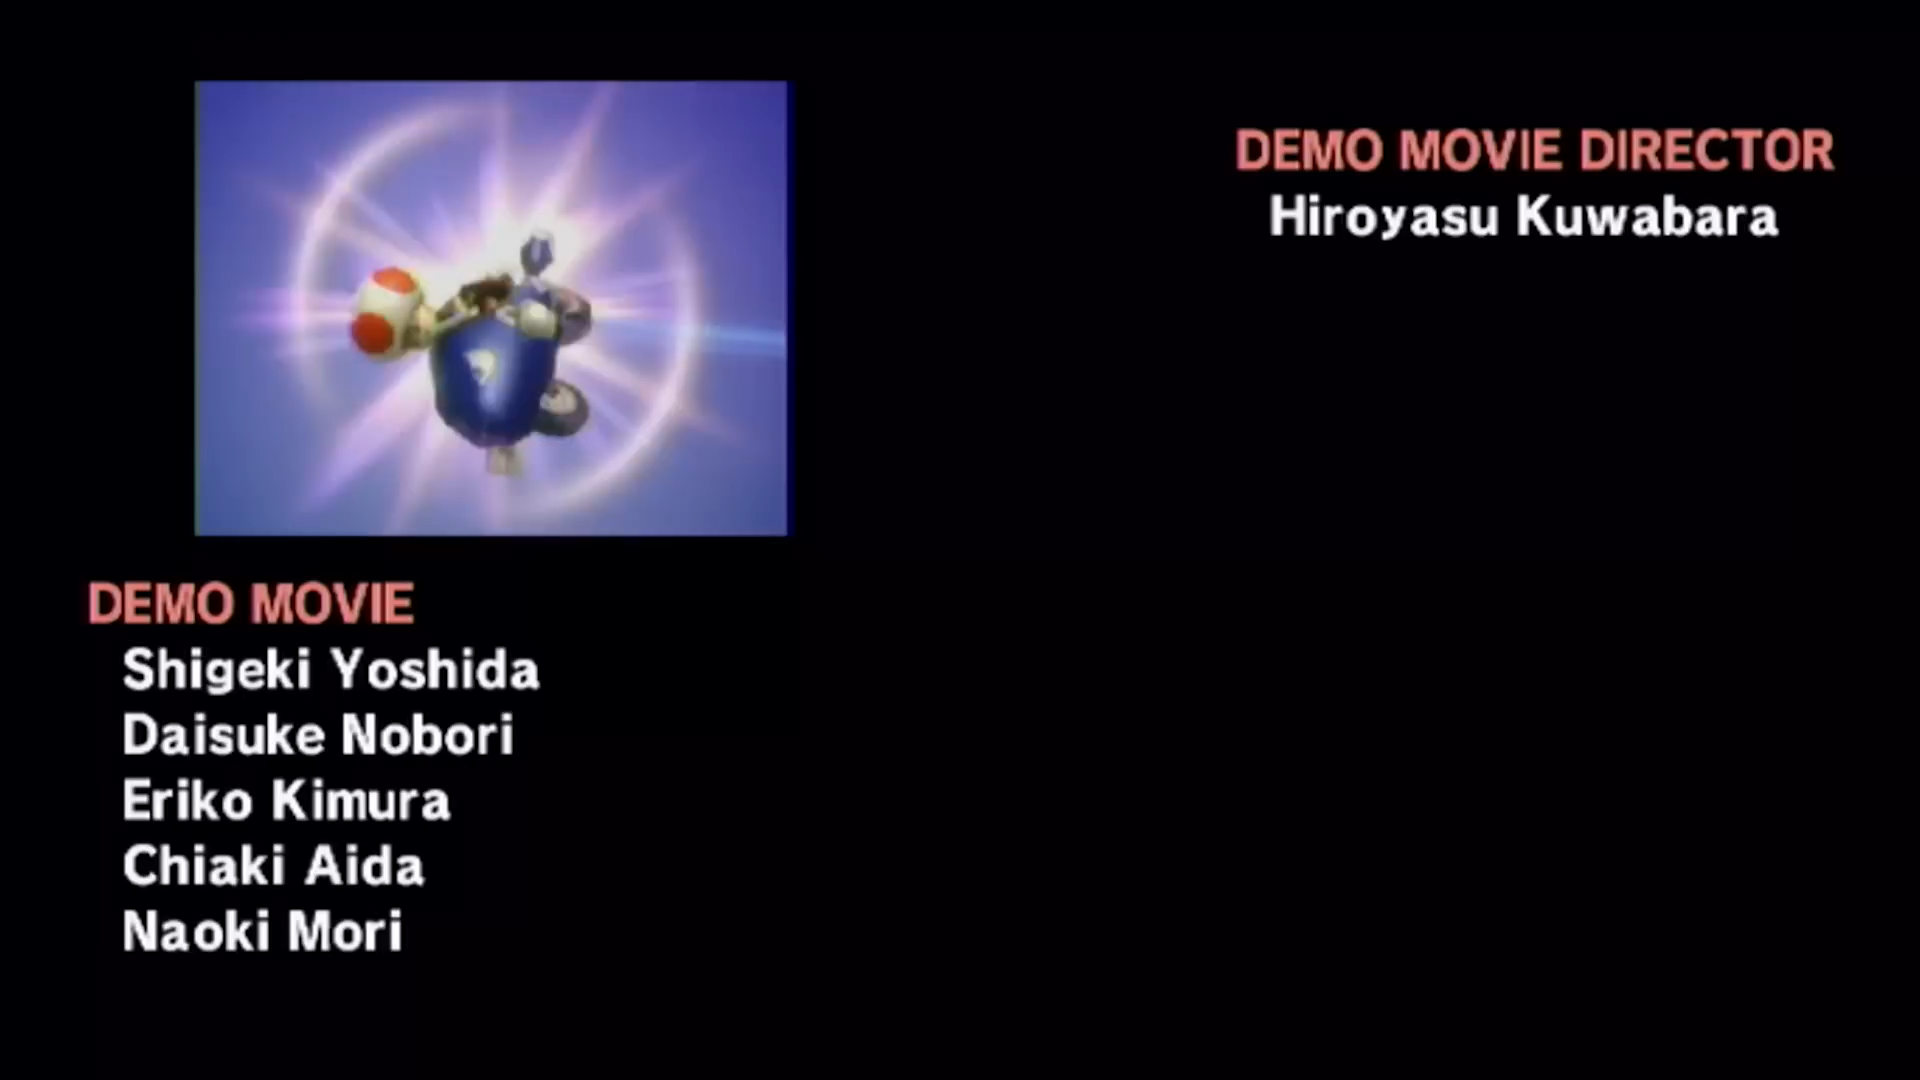 DEMO MOVIE DIRECTOR
Hiroyasu Kuwabara
DEMO MOVIE
Shigeki Yoshida
Daisuke Nobori
Eriko Kimura
Chiaki Aida
Naoki Mori